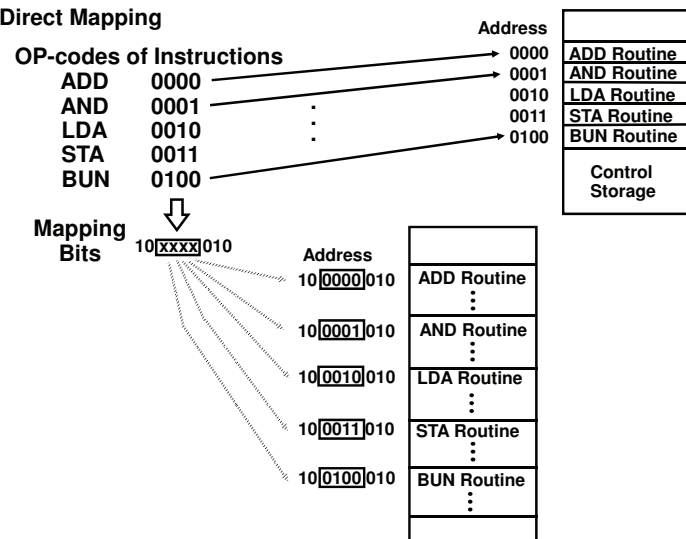 Direct Mapping
OP-codes of Instructions
ADD 0000
AND 0001
LDA 0010
STA 0011
BUN 0100
Address
0000 ADD Routine
0001 AND Routine
0010 LDA Routine
0011 STA Routine
0100 BUN Routine
Control
Storage
Mapping
Bits
10 xxxx 010
Address
10 0000 010 ADD Routine
10 0001 010 AND Routine
10 0010 010 LDA Routine
10 0011 010 STA Routine
10 0100 010 BUN Routine